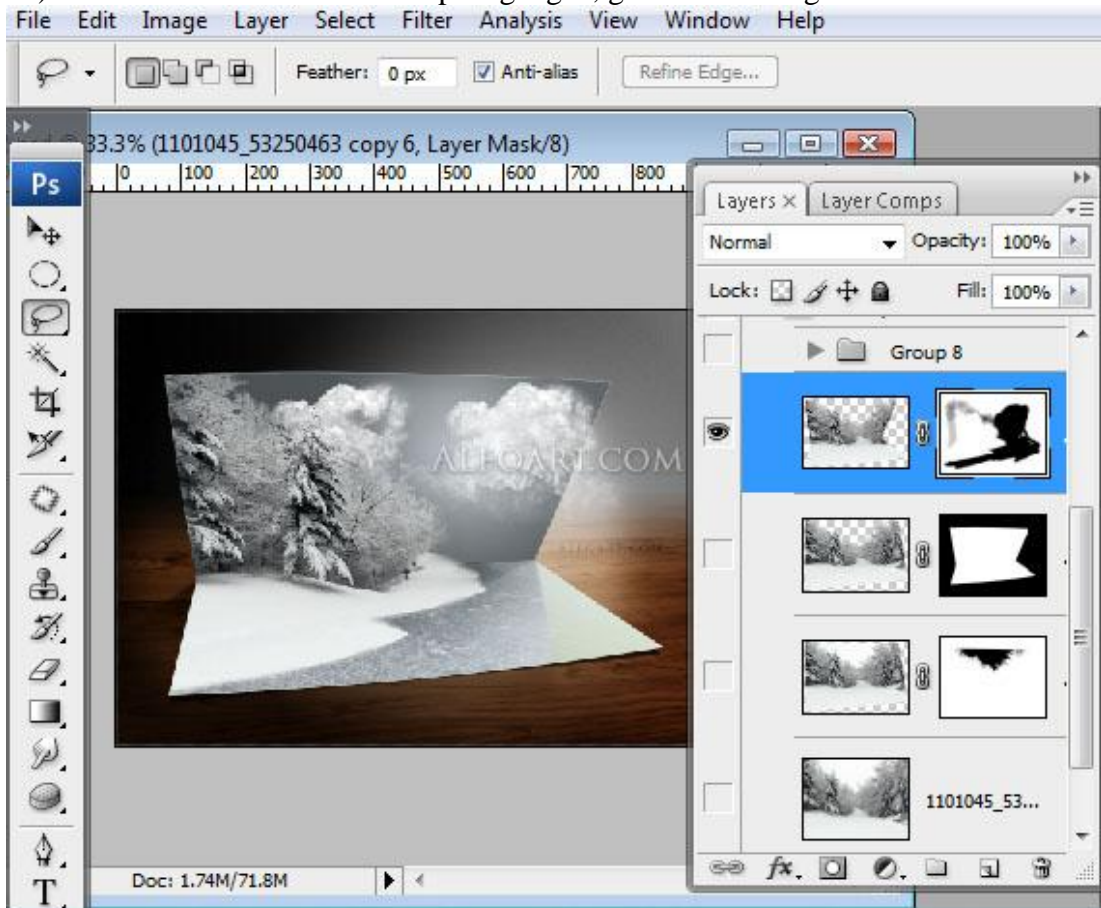 File Edit Image Layer Select Filter Analysis View Window Help
Feather: 0 px Anti-alias Refine Edge...
33.3% (1101045_53250463 copy 6, Layer Mask/8)
Ps
0 100 200 300 400 500 600 700 800
Layers × Layer Comps
Normal Opacity: 100%
Lock: Fill: 100%
Group 8
ALFOART.COM
1101045_53...
fx.
Doc: 1.74M/71.8M
T